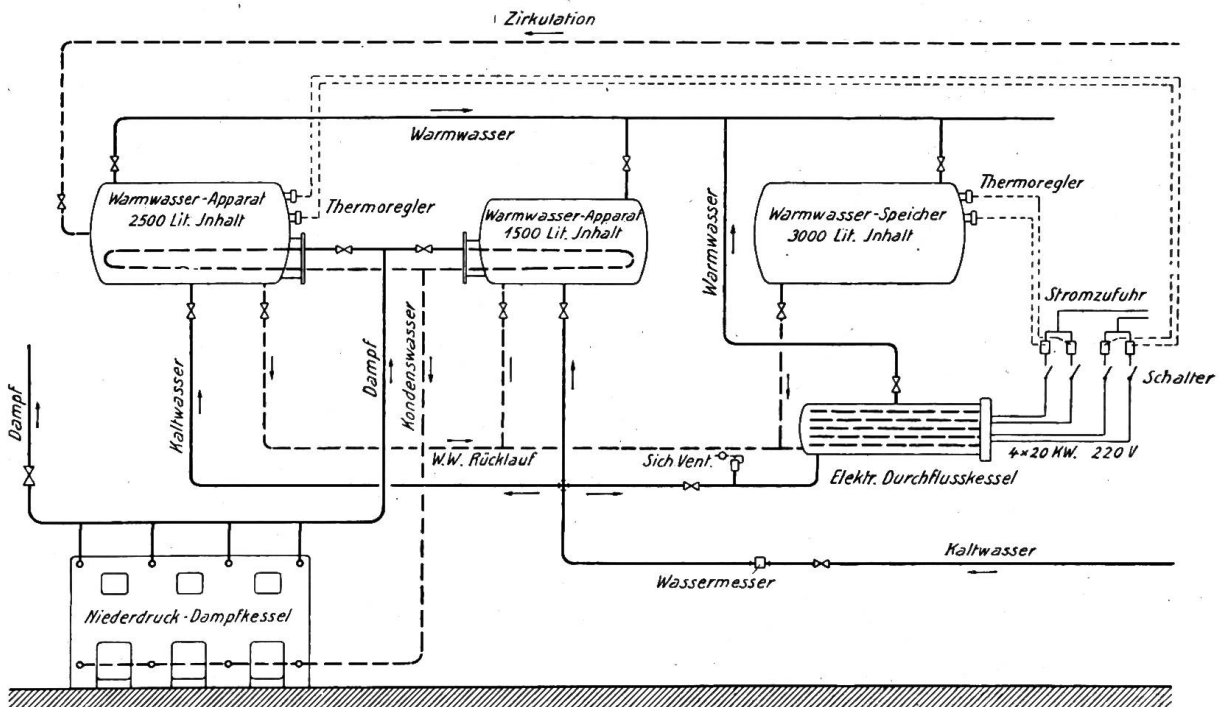 Zirkulation
Warmwasser
Warmwasser-Apparat
2500 Lit. Jnhalt
Thermoregler
Warmwasser-Apparat
1500 Lit. Jnhalt
Warmwasser
Warmwasser-Speicher
3000 Lit. Jnhalt
Thermoregler
Stromzufuhr
Schalter
Dampf
Kaltwasser
Dampf
Kondenswasser
W.W. Rücklauf
Sich. Vent.
4×20 KW. 220 V
Elektr. Durchflusskessel
Kaltwasser
Wassermesser
Niederdruck-Dampfkessel